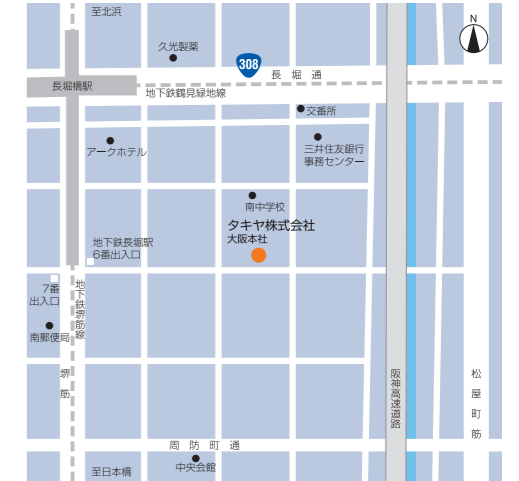 至北浜
N
久光製薬
308
長堀通
長堀橋駅
地下鉄鶴見緑地線
交番所
アークホテル
三井住友銀行
事務センター
南中学校
タキヤ株式会社
大阪本社
地下鉄長堀駅
6番出入口
7番
出入口
地下鉄堺筋線
南郵便局
堺筋
阪神高速道路
松屋町筋
周防町通
中央会館
至日本橋